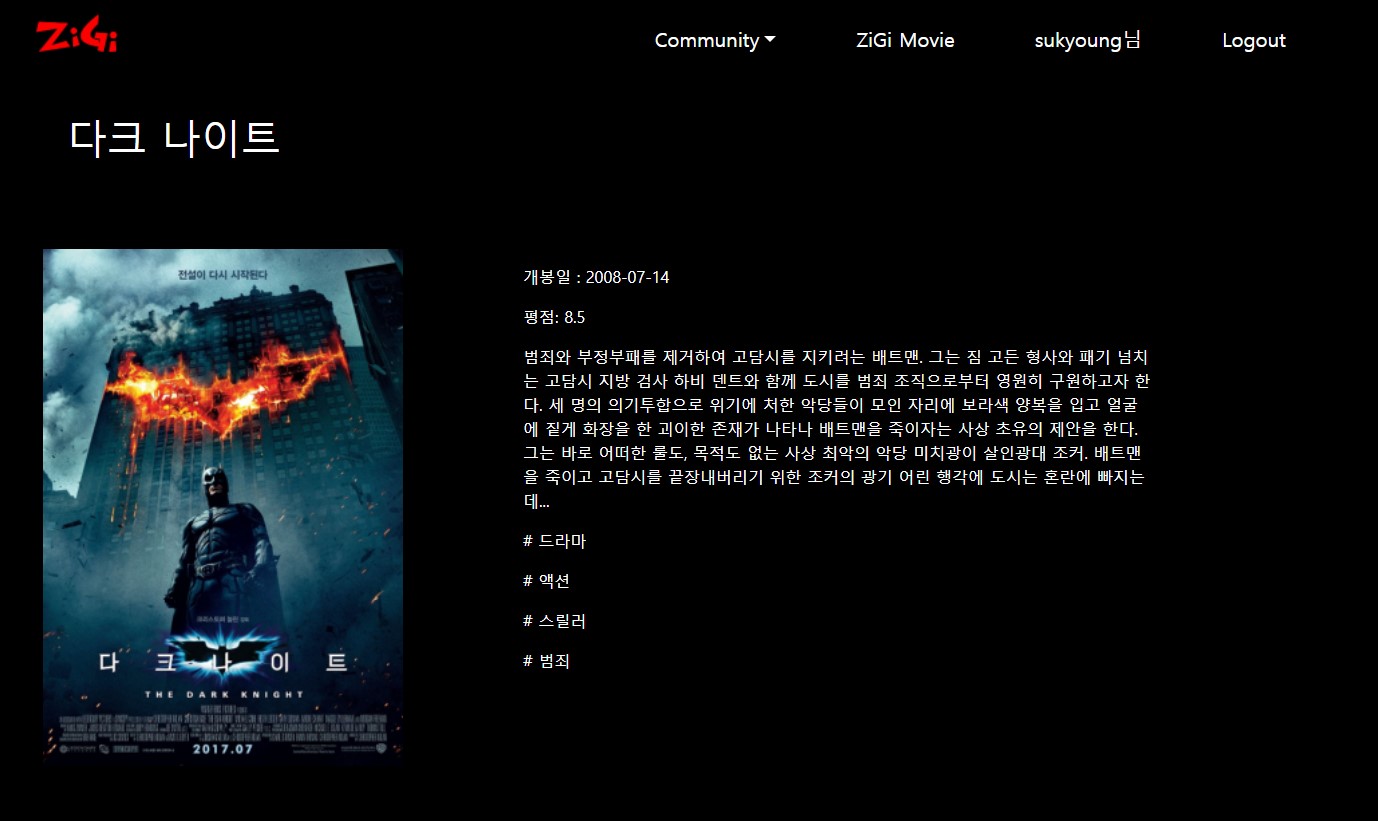 ZiGi
Community
ZiGi Movie
sukyoung님
Logout
다크 나이트
전설이 다시 시작된다
크리스토퍼 놀란 감독
다 크 나 이 트
THE DARK KNIGHT
2017.07
개봉일 : 2008-07-14
평점: 8.5
범죄와 부정부패를 제거하여 고담시를 지키려는 배트맨. 그는 짐 고든 형사와 패기 넘치
는 고담시 지방 검사 하비 덴트와 함께 도시를 범죄 조직으로부터 영원히 구원하고자 한
다. 세 명의 의기투합으로 위기에 처한 악당들이 모인 자리에 보라색 양복을 입고 얼굴
에 짙게 화장을 한 괴이한 존재가 나타나 배트맨을 죽이자는 사상 초유의 제안을 한다.
그는 바로 어떠한 룰도, 목적도 없는 사상 최악의 악당 미치광이 살인광대 조커. 배트맨
을 죽이고 고담시를 끝장내버리기 위한 조커의 광기 어린 행각에 도시는 혼란에 빠지는
데...
# 드라마
# 액션
# 스릴러
# 범죄